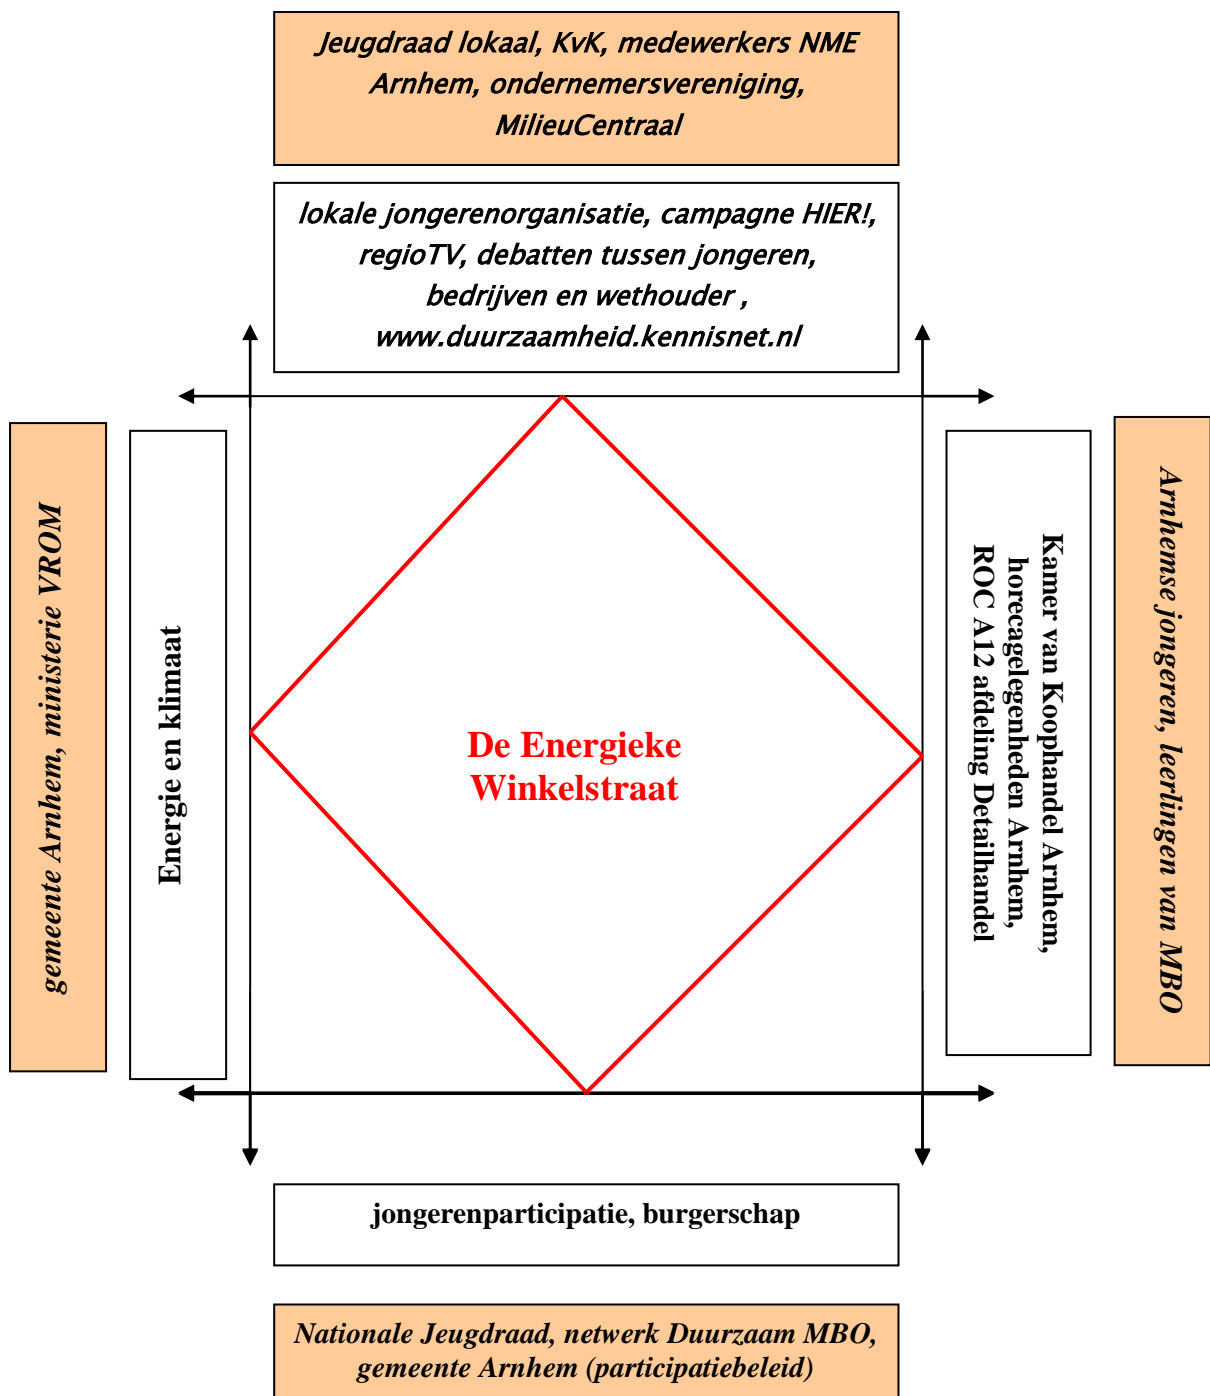 Jeugdraad lokaal, KvK, medewerkers NME
Arnhem, ondernemersvereniging,
MilieuCentraal
lokale jongerenorganisatie, campagne HIER!,
regioTV, debatten tussen jongeren,
bedrijven en wethouder ,
www.duurzaamheid.kennisnet.nl
gemeente Arnhem, ministerie VROM
Energie en klimaat
De Energieke
Winkelstraat
Kamer van Koophandel Arnhem,
horecagelegenheden Arnhem,
ROC A12 afdeling Detailhandel
Arnhemse jongeren, leerlingen van MBO
jongerenparticipatie, burgerschap
Nationale Jeugdraad, netwerk Duurzaam MBO,
gemeente Arnhem (participatiebeleid)